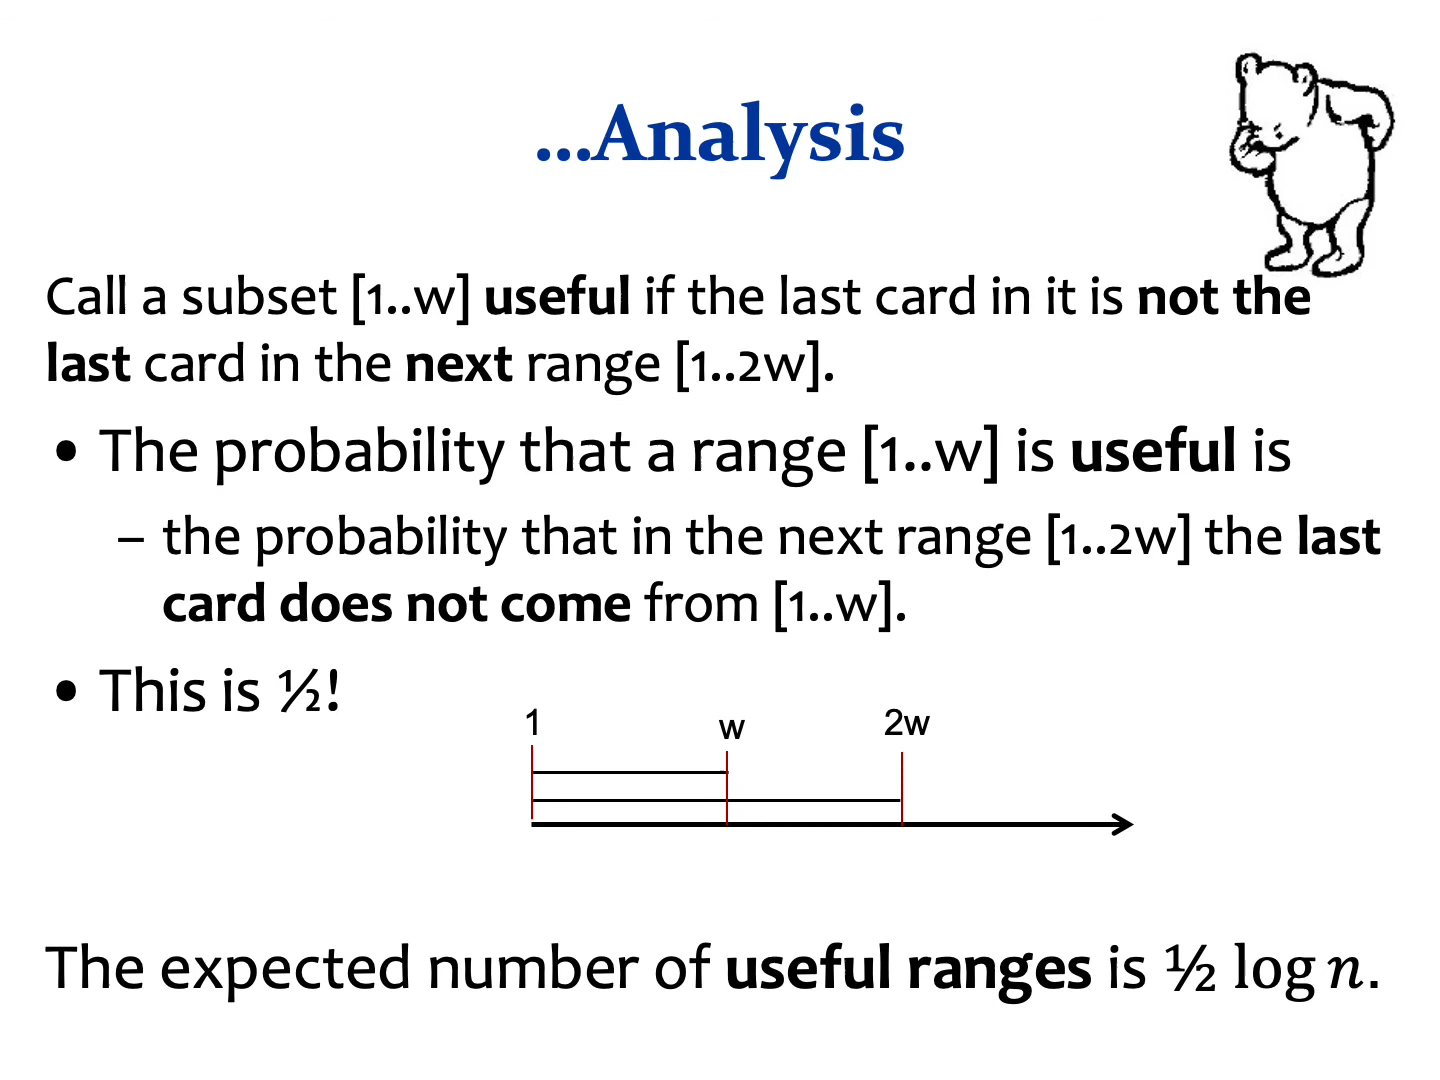 ...Analysis
Call a subset [1..w] useful if the last card in it is not the
last card in the next range [1..2w].
• The probability that a range [1..w] is useful is
– the probability that in the next range [1..2w] the last
card does not come from [1..w].
• This is ½!
1 w 2w
The expected number of useful ranges is ½ log n.